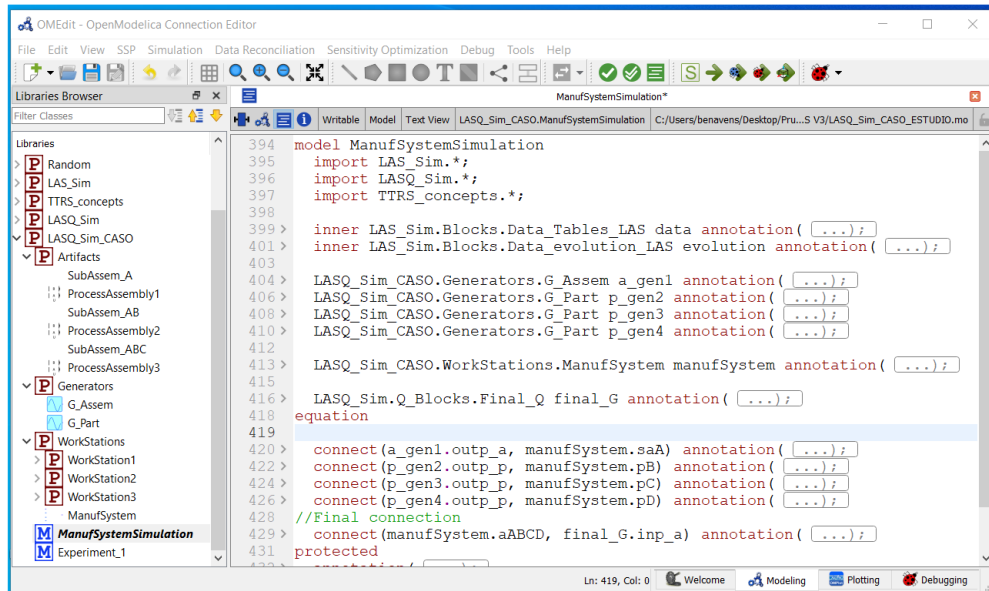 OMEdit - OpenModelica Connection Editor
File Edit View SSP Simulation Data Reconciliation Sensitivity Optimization Debug Tools Help
Libraries Browser
ManufSystemSimulation*
Filter Classes
Writable Model Text View LASQ_Sim_CASO.ManufSystemSimulation C:/Users/benavens/Desktop/Pru...S V3/LASQ_Sim_CASO_ESTUDIO.mo
Libraries
P Random
P LAS_Sim
P TTRS_concepts
P LASQ_Sim
P LASQ_Sim_CASO
P Artifacts
SubAssem_A
ProcessAssembly1
SubAssem_AB
ProcessAssembly2
SubAssem_ABC
ProcessAssembly3
P Generators
G_Assem
G_Part
P WorkStations
P WorkStation1
P WorkStation2
P WorkStation3
ManufSystem
M ManufSystemSimulation
M Experiment_1
394 model ManufSystemSimulation
395 import LAS_Sim.*;
396 import LASQ_Sim.*;
397 import TTRS_concepts.*;
398
399 > inner LAS_Sim.Blocks.Data_Tables_LAS data annotation( ...);
401 > inner LAS_Sim.Blocks.Data_evolution_LAS evolution annotation( ...);
403
404 > LASQ_Sim_CASO.Generators.G_Assem a_gen1 annotation( ...);
406 > LASQ_Sim_CASO.Generators.G_Part p_gen2 annotation( ...);
408 > LASQ_Sim_CASO.Generators.G_Part p_gen3 annotation( ...);
410 > LASQ_Sim_CASO.Generators.G_Part p_gen4 annotation( ...);
412
413 > LASQ_Sim_CASO.WorkStations.ManufSystem manufSystem annotation( ...);
415
416 > LASQ_Sim.Q_Blocks.Final_Q final_G annotation( ...);
418 equation
419
420 > connect(a_gen1.outp_a, manufSystem.saA) annotation( ...);
422 > connect(p_gen2.outp_p, manufSystem.pB) annotation( ...);
424 > connect(p_gen3.outp_p, manufSystem.pC) annotation( ...);
426 > connect(p_gen4.outp_p, manufSystem.pD) annotation( ...);
428 //Final connection
429 > connect(manufSystem.aABCD, final_G.inp_a) annotation( ...);
431 protected
Ln: 419, Col: 0 Welcome Modeling Plotting Debugging